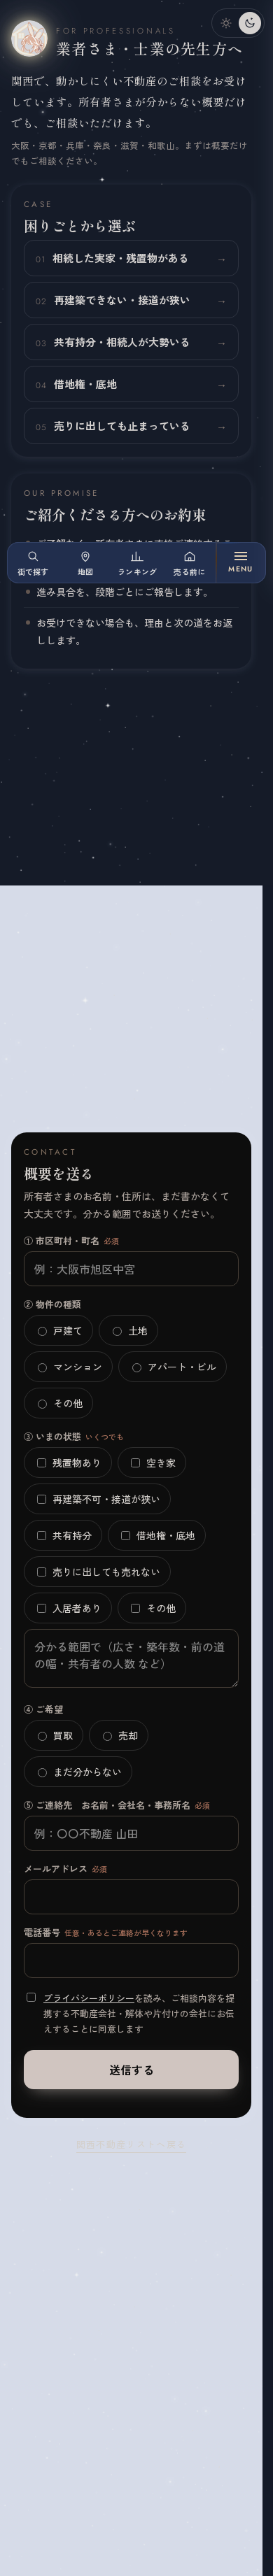 FOR PROFESSIONALS
業者さま・士業の先生方へ
関西で、動かしにくい不動産のご相談をお受け
しています。所有者さまが分からない概要だけ
でも、ご相談いただけます。
大阪・京都・兵庫・奈良・滋賀・和歌山。まずは概要だけ
でもご相談ください。
CASE
困りごとから選ぶ
01 相続した実家・残置物がある →
02 再建築できない・接道が狭い →
03 共有持分・相続人が大勢いる →
04 借地権・底地 →
05 売りに出しても止まっている →
OUR PROMISE
ご紹介くださる方へのお約束
街で探す 地図 ランキング 売る前に MENU
進み具合を、段階ごとにご報告します。
お受けできない場合も、理由と次の道をお返
しします。
CONTACT
概要を送る
所有者さまのお名前・住所は、まだ書かなくて
大丈夫です。分かる範囲でお送りください。
① 市区町村・町名 必須
例：大阪市旭区中宮
② 物件の種類
戸建て 土地
マンション アパート・ビル
その他
③ いまの状態 いくつでも
残置物あり 空き家
再建築不可・接道が狭い
共有持分 借地権・底地
売りに出しても売れない
入居者あり その他
分かる範囲で（広さ・築年数・前の道
の幅・共有者の人数 など）
④ ご希望
買取 売却
まだ分からない
⑤ ご連絡先 お名前・会社名・事務所名 必須
例：〇〇不動産 山田
メールアドレス 必須
電話番号 任意・あるとご連絡が早くなります
プライバシーポリシーを読み、ご相談内容を提
携する不動産会社・解体や片付けの会社にお伝
えすることに同意します
送信する